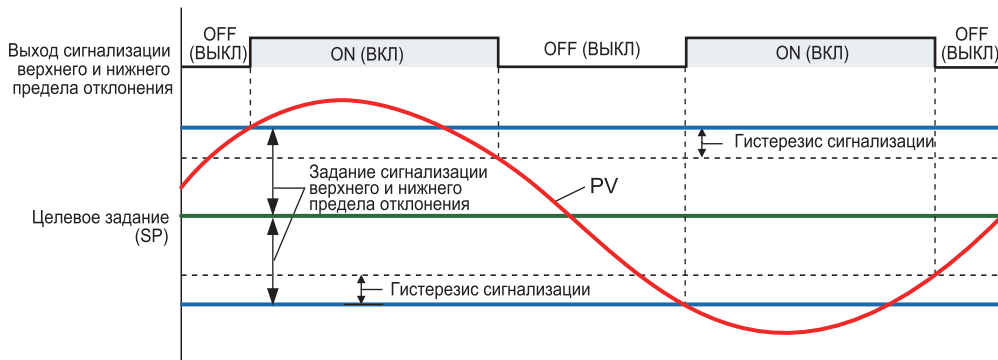 OFF
(ВЫКЛ)
ON (ВКЛ)
OFF (ВЫКЛ)
ON (ВКЛ)
OFF
(ВЫКЛ)
Выход сигнализации
верхнего и нижнего
предела отклонения
Гистерезис сигнализации
Задание сигнализации
верхнего и нижнего
предела отклонения
PV
Целевое задание
(SP)
Гистерезис сигнализации